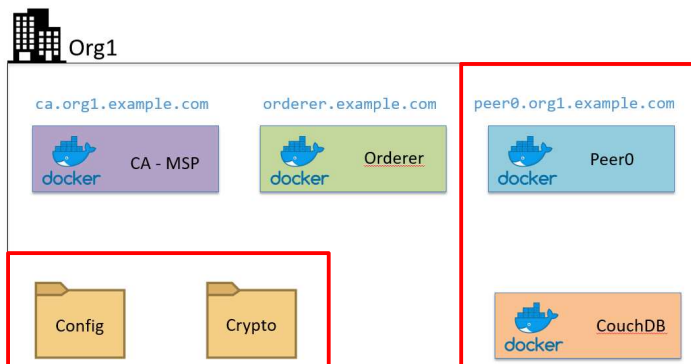 Org1
ca.org1.example.com
orderer.example.com
peer0.org1.example.com
docker
CA - MSP
docker
Orderer
docker
Peer0
Config
Crypto
docker
CouchDB